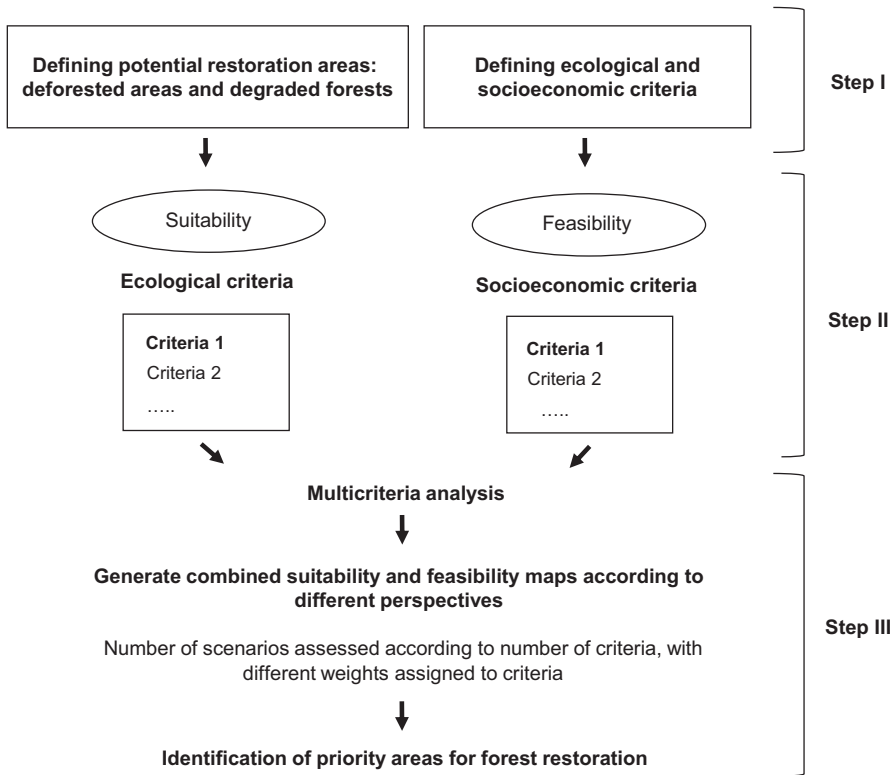 Defining potential restoration areas:
deforested areas and degraded forests
Defining ecological and
socioeconomic criteria
Step I
Suitability
Feasibility
Ecological criteria
Socioeconomic criteria
Criteria 1
Criteria 2
…..
Criteria 1
Criteria 2
…..
Step II
Multicriteria analysis
Generate combined suitability and feasibility maps according to
different perspectives
Number of scenarios assessed according to number of criteria, with
different weights assigned to criteria
Step III
Identification of priority areas for forest restoration